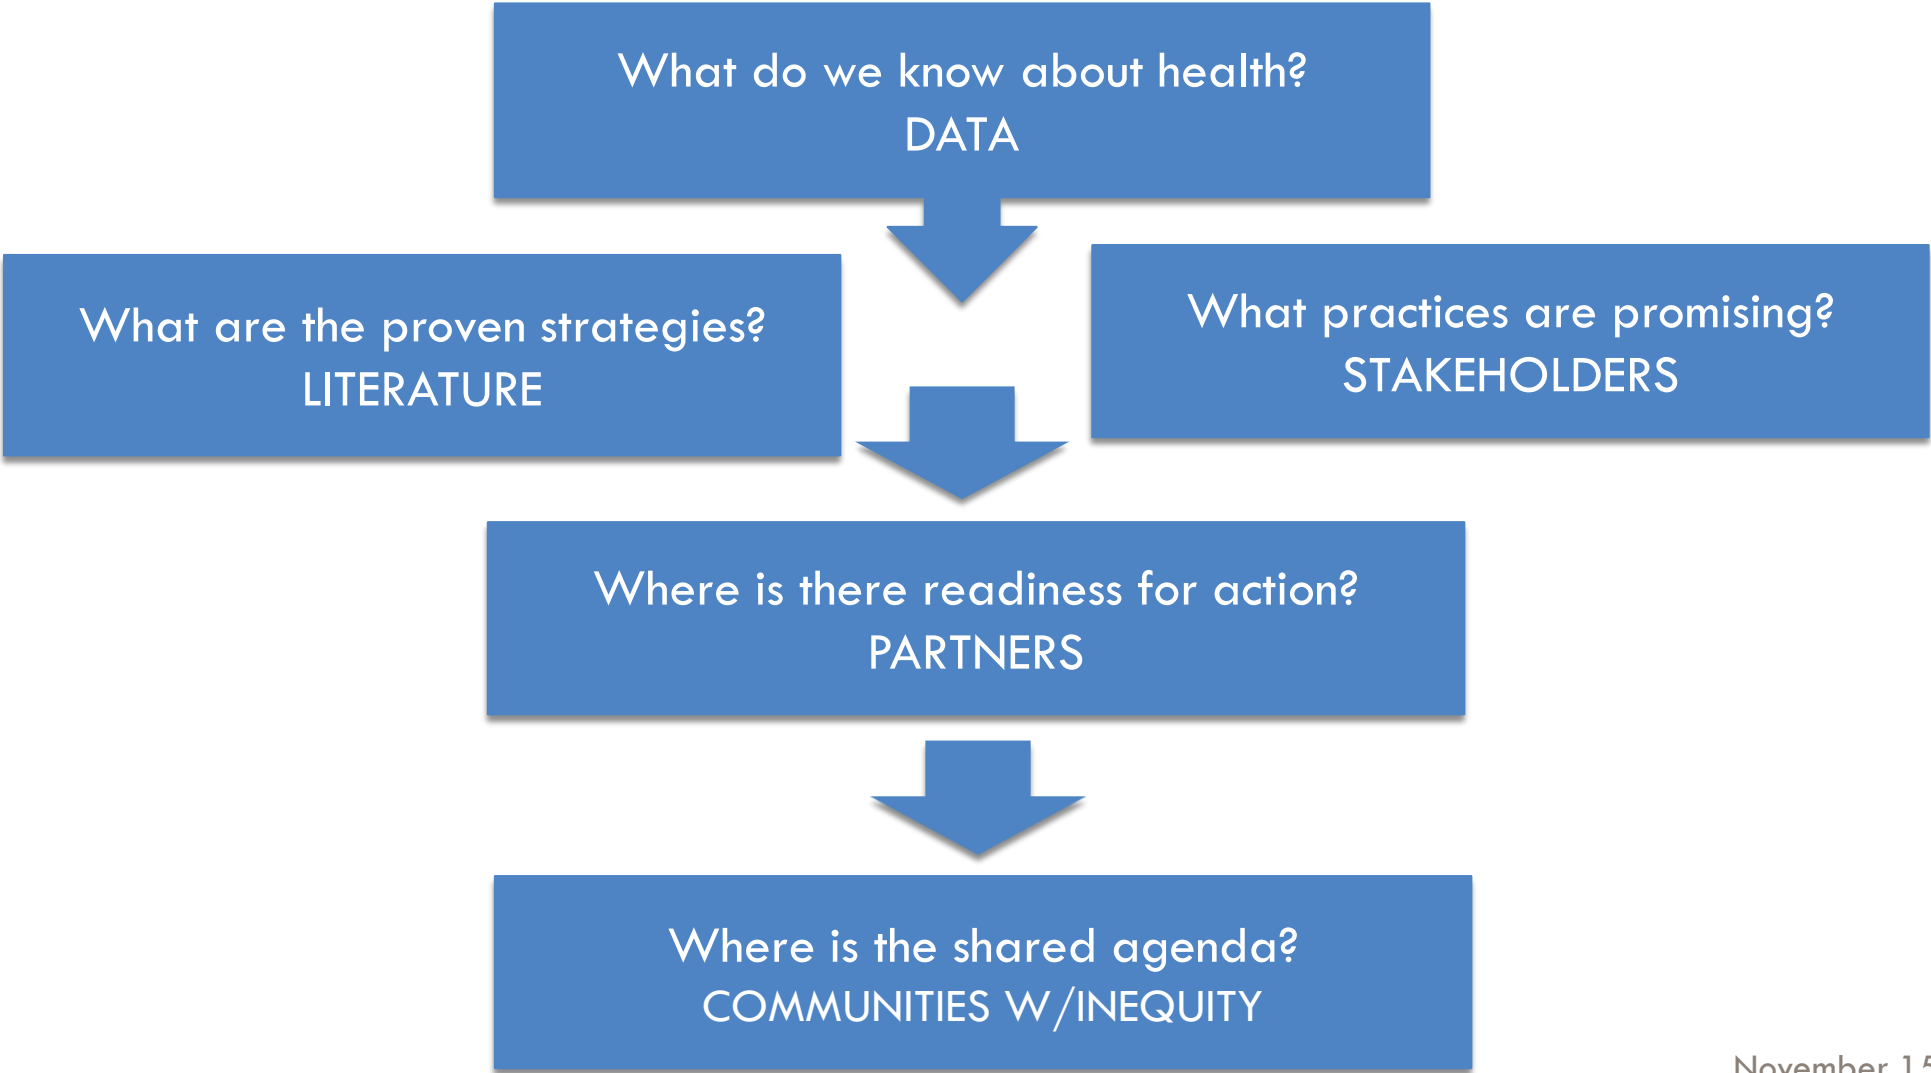 What do we know about health?
DATA
What are the proven strategies?
LITERATURE
What practices are promising?
STAKEHOLDERS
Where is there readiness for action?
PARTNERS
Where is the shared agenda?
COMMUNITIES W/INEQUITY
November 15